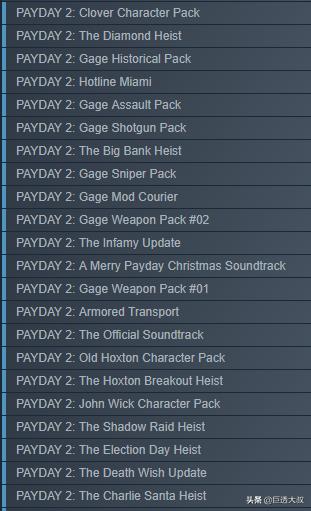 PAYDAY 2: Clover Character Pack
PAYDAY 2: The Diamond Heist
PAYDAY 2: Gage Historical Pack
PAYDAY 2: Hotline Miami
PAYDAY 2: Gage Assault Pack
PAYDAY 2: Gage Shotgun Pack
PAYDAY 2: The Big Bank Heist
PAYDAY 2: Gage Sniper Pack
PAYDAY 2: Gage Mod Courier
PAYDAY 2: Gage Weapon Pack #02
PAYDAY 2: The Infamy Update
PAYDAY 2: A Merry Payday Christmas Soundtrack
PAYDAY 2: Gage Weapon Pack #01
PAYDAY 2: Armored Transport
PAYDAY 2: The Official Soundtrack
PAYDAY 2: Old Hoxton Character Pack
PAYDAY 2: The Hoxton Breakout Heist
PAYDAY 2: John Wick Character Pack
PAYDAY 2: The Shadow Raid Heist
PAYDAY 2: The Election Day Heist
PAYDAY 2: The Death Wish Update
PAYDAY 2: The Charlie Santa Heist
头条 @巨透大叔